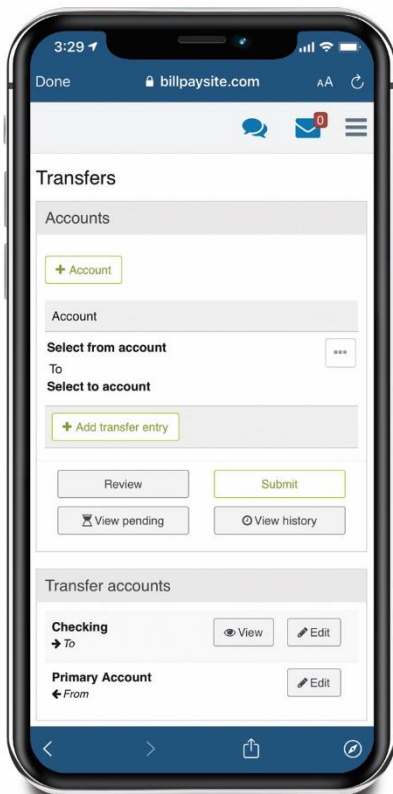 3:29
Done billpaysite.com AA
0
Transfers
Accounts
+ Account
Account
Select from account
To
Select to account
+ Add transfer entry
Review Submit
View pending View history
Transfer accounts
Checking View Edit
→ To
Primary Account Edit
← From